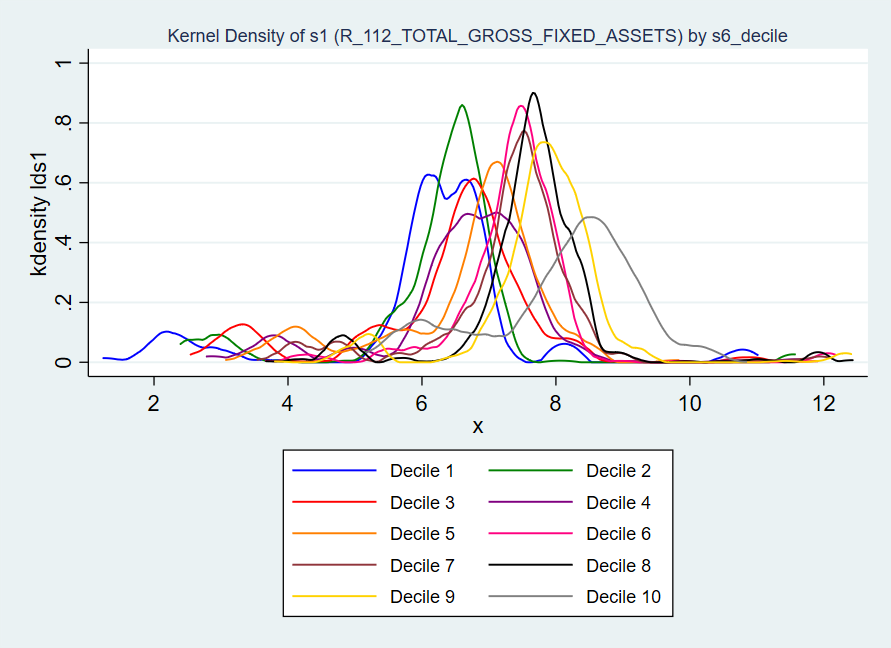 Kernel Density of s1 (R_112_TOTAL_GROSS_FIXED_ASSETS) by s6_decile
1
.8
.6
.4
.2
0
kdensity lds1
2 4 6 8 10 12
x
Decile 1 Decile 2
Decile 3 Decile 4
Decile 5 Decile 6
Decile 7 Decile 8
Decile 9 Decile 10